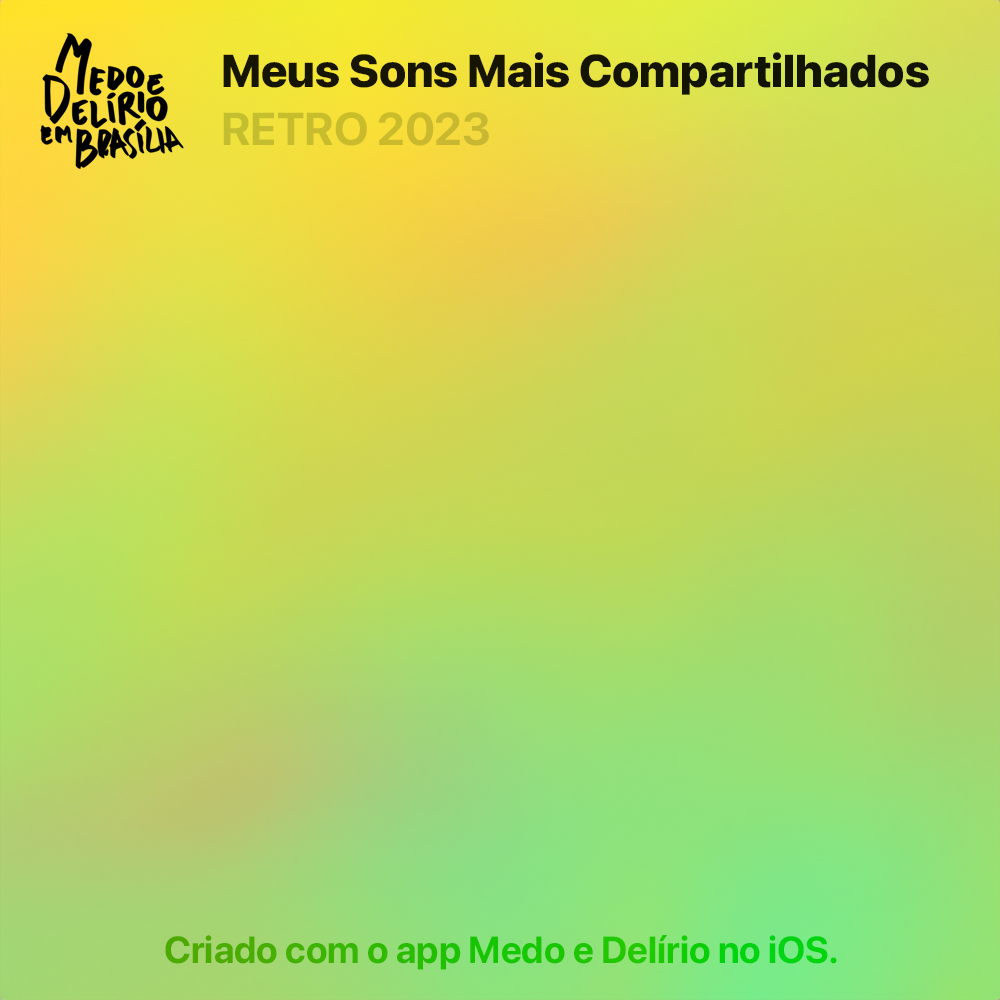 MEDO E
DELÍRIO
EM BRASÍLIA
Meus Sons Mais Compartilhados
RETRO 2023
Criado com o app Medo e Delírio no iOS.